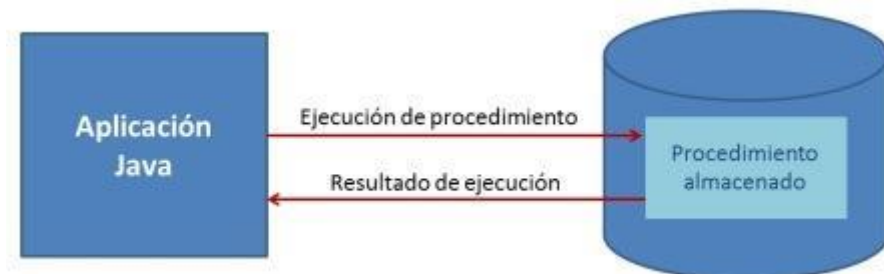 Aplicación
Java
Ejecución de procedimiento
Resultado de ejecución
Procedimiento
almacenado